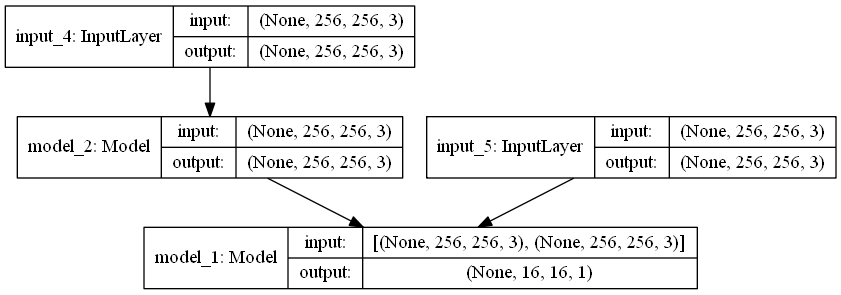 input_4: InputLayer
input: (None, 256, 256, 3)
output: (None, 256, 256, 3)
model_2: Model
input: (None, 256, 256, 3)
output: (None, 256, 256, 3)
input_5: InputLayer
input: (None, 256, 256, 3)
output: (None, 256, 256, 3)
model_1: Model
input: [(None, 256, 256, 3), (None, 256, 256, 3)]
output: (None, 16, 16, 1)